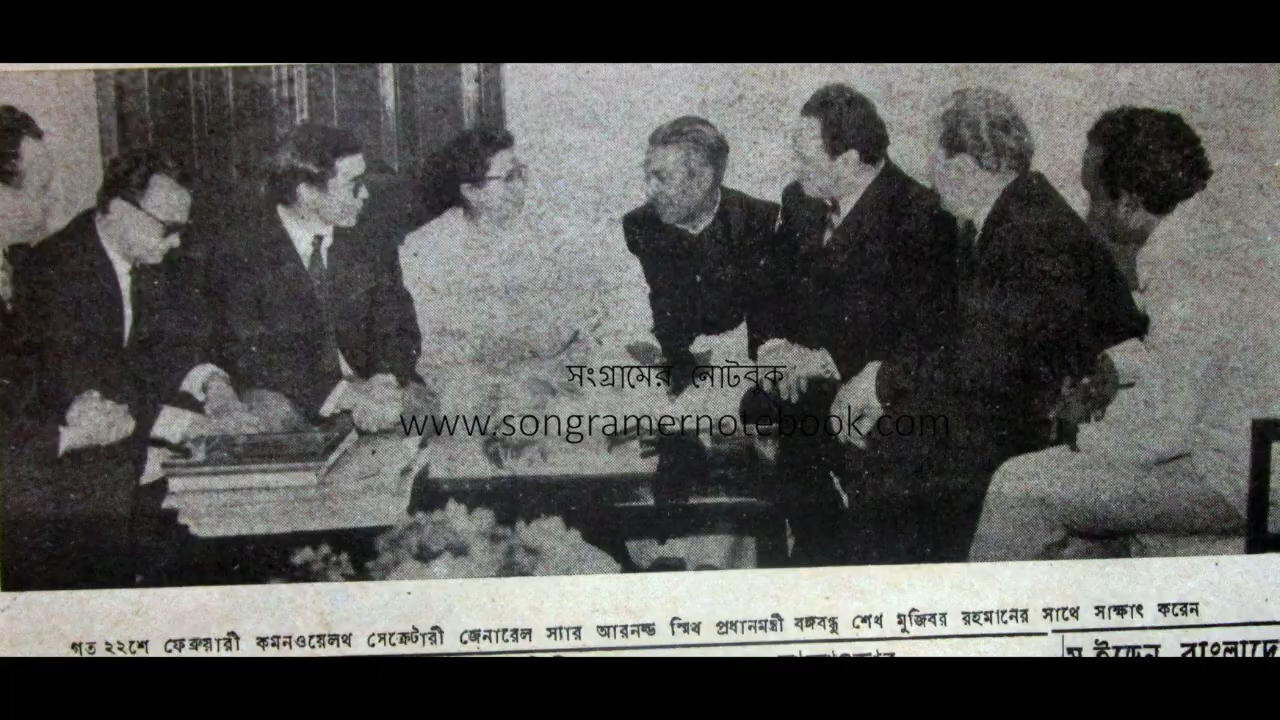 সংগ্রামের নোটবুক
www.songramernotebook.com
গত ২২শে ফেব্রুয়ারী কমনওয়েলথ সেক্রেটারী জেনারেল স্যার আরনল্ড স্মিথ প্রধানমন্ত্রী বঙ্গবন্ধু শেখ মুজিবর রহমানের সাথে সাক্ষাৎ করেন